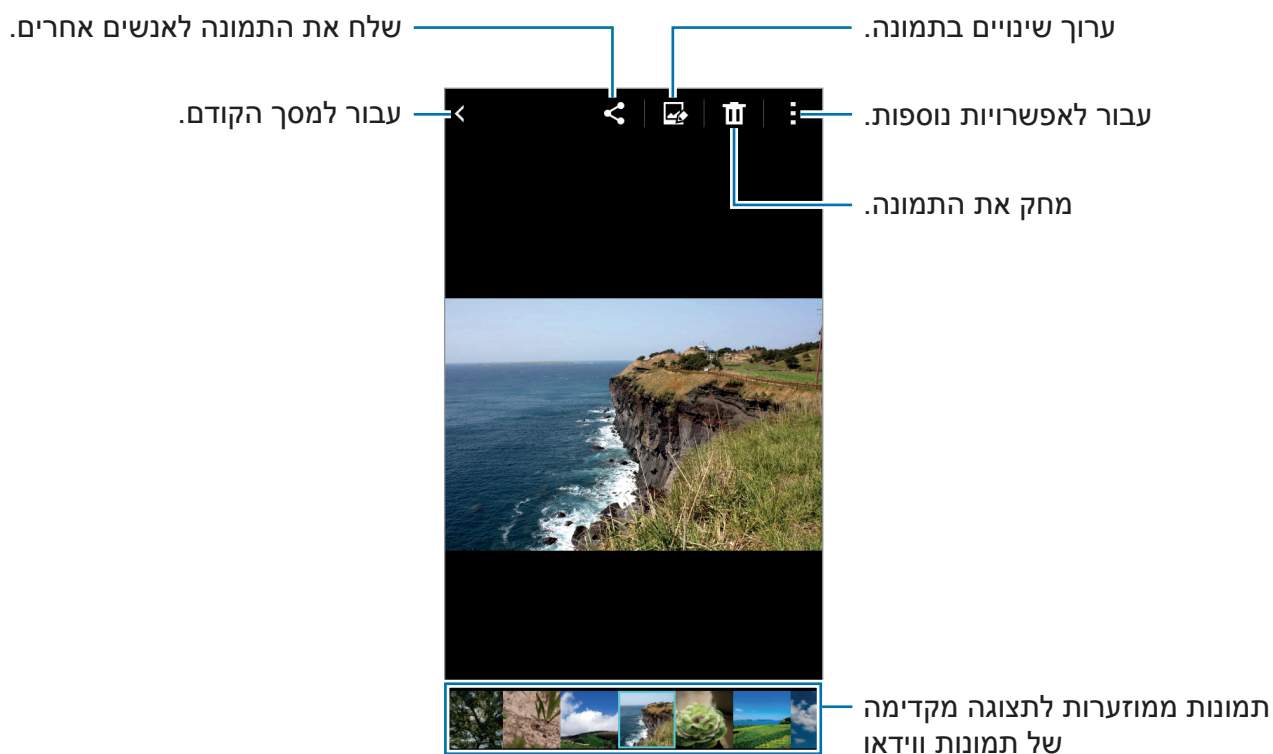 ערוך שינויים בתמונה.
שלח את התמונה לאנשים אחרים.
עבור לאפשרויות נוספות.
עבור למסך הקודם.
מחק את התמונה.
תמונות ממוזערות לתצוגה מקדימה
של תמונות ווידאו